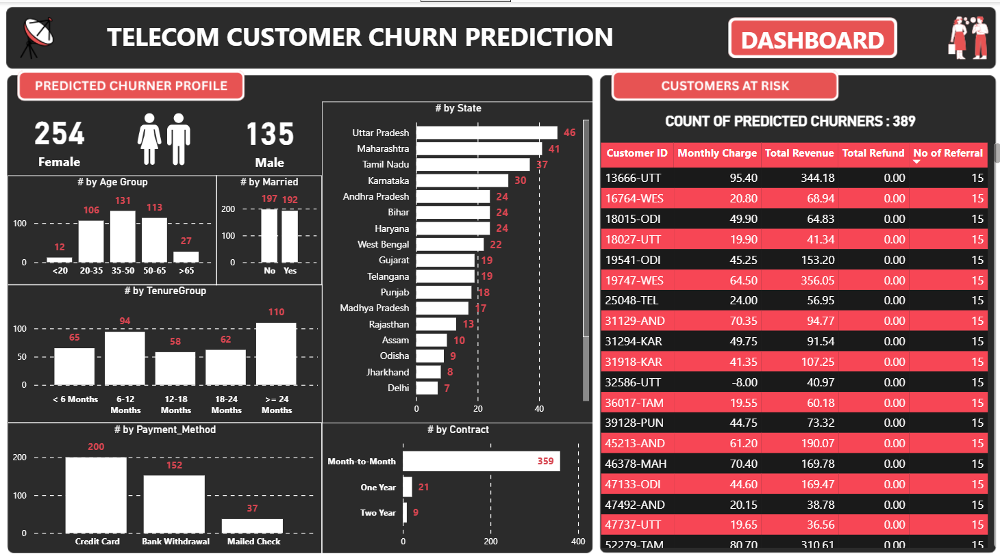 TELECOM CUSTOMER CHURN PREDICTION
DASHBOARD
PREDICTED CHURNER PROFILE
254
Female
135
Male
# by Age Group
100
0
12
106
131
113
27
<20 20-35 35-50 50-65 >65
# by Married
200
100
0
197 192
No Yes
# by TenureGroup
100
50
0
65
94
58
62
110
< 6 Months
6-12 Months
12-18 Months
18-24 Months
>= 24 Months
# by Payment_Method
200
100
0
200
152
37
Credit Card Bank Withdrawal Mailed Check
# by State
Uttar Pradesh 46
Maharashtra 41
Tamil Nadu 37
Karnataka 30
Andhra Pradesh 24
Bihar 24
Haryana 24
West Bengal 22
Gujarat 19
Telangana 19
Punjab 18
Madhya Pradesh 17
Rajasthan 13
Assam 10
Odisha 9
Jharkhand 8
Delhi 7
0 20 40
# by Contract
Month-to-Month 359
One Year 21
Two Year 9
0 200 400
CUSTOMERS AT RISK
COUNT OF PREDICTED CHURNERS : 389
Customer ID Monthly Charge Total Revenue Total Refund No of Referral
13666-UTT 95.40 344.18 0.00 15
16764-WES 20.80 68.94 0.00 15
18015-ODI 49.90 64.83 0.00 15
18027-UTT 19.90 41.34 0.00 15
19541-ODI 45.25 153.20 0.00 15
19747-WES 64.50 356.05 0.00 15
25048-TEL 24.00 56.95 0.00 15
31129-AND 70.35 94.77 0.00 15
31294-KAR 49.75 91.54 0.00 15
31918-KAR 41.35 107.25 0.00 15
32586-UTT -8.00 40.97 0.00 15
36017-TAM 19.55 60.18 0.00 15
39128-PUN 44.75 73.32 0.00 15
45213-AND 61.20 190.07 0.00 15
46378-MAH 70.40 169.78 0.00 15
47133-ODI 44.60 169.47 0.00 15
47492-AND 20.15 38.78 0.00 15
47737-UTT 19.65 36.56 0.00 15
52279-TAM 80.70 310.61 0.00 15